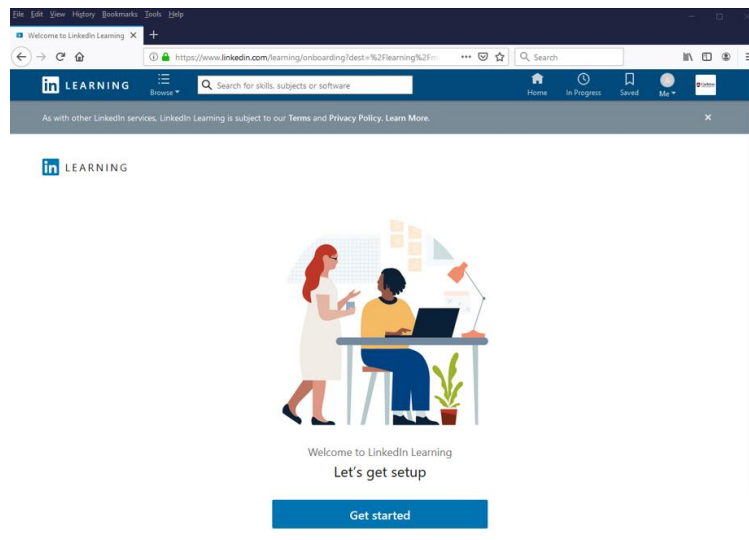 File Edit View History Bookmarks Tools Help
Welcome to LinkedIn Learning
https://www.linkedin.com/learning/onboarding?dest=%2Flearning%2Fm
Search
in LEARNING
Browse
Search for skills, subjects or software
Home
In Progress
Saved
Me
As with other LinkedIn services, LinkedIn Learning is subject to our Terms and Privacy Policy. Learn More.
in LEARNING
Welcome to LinkedIn Learning
Let's get setup
Get started